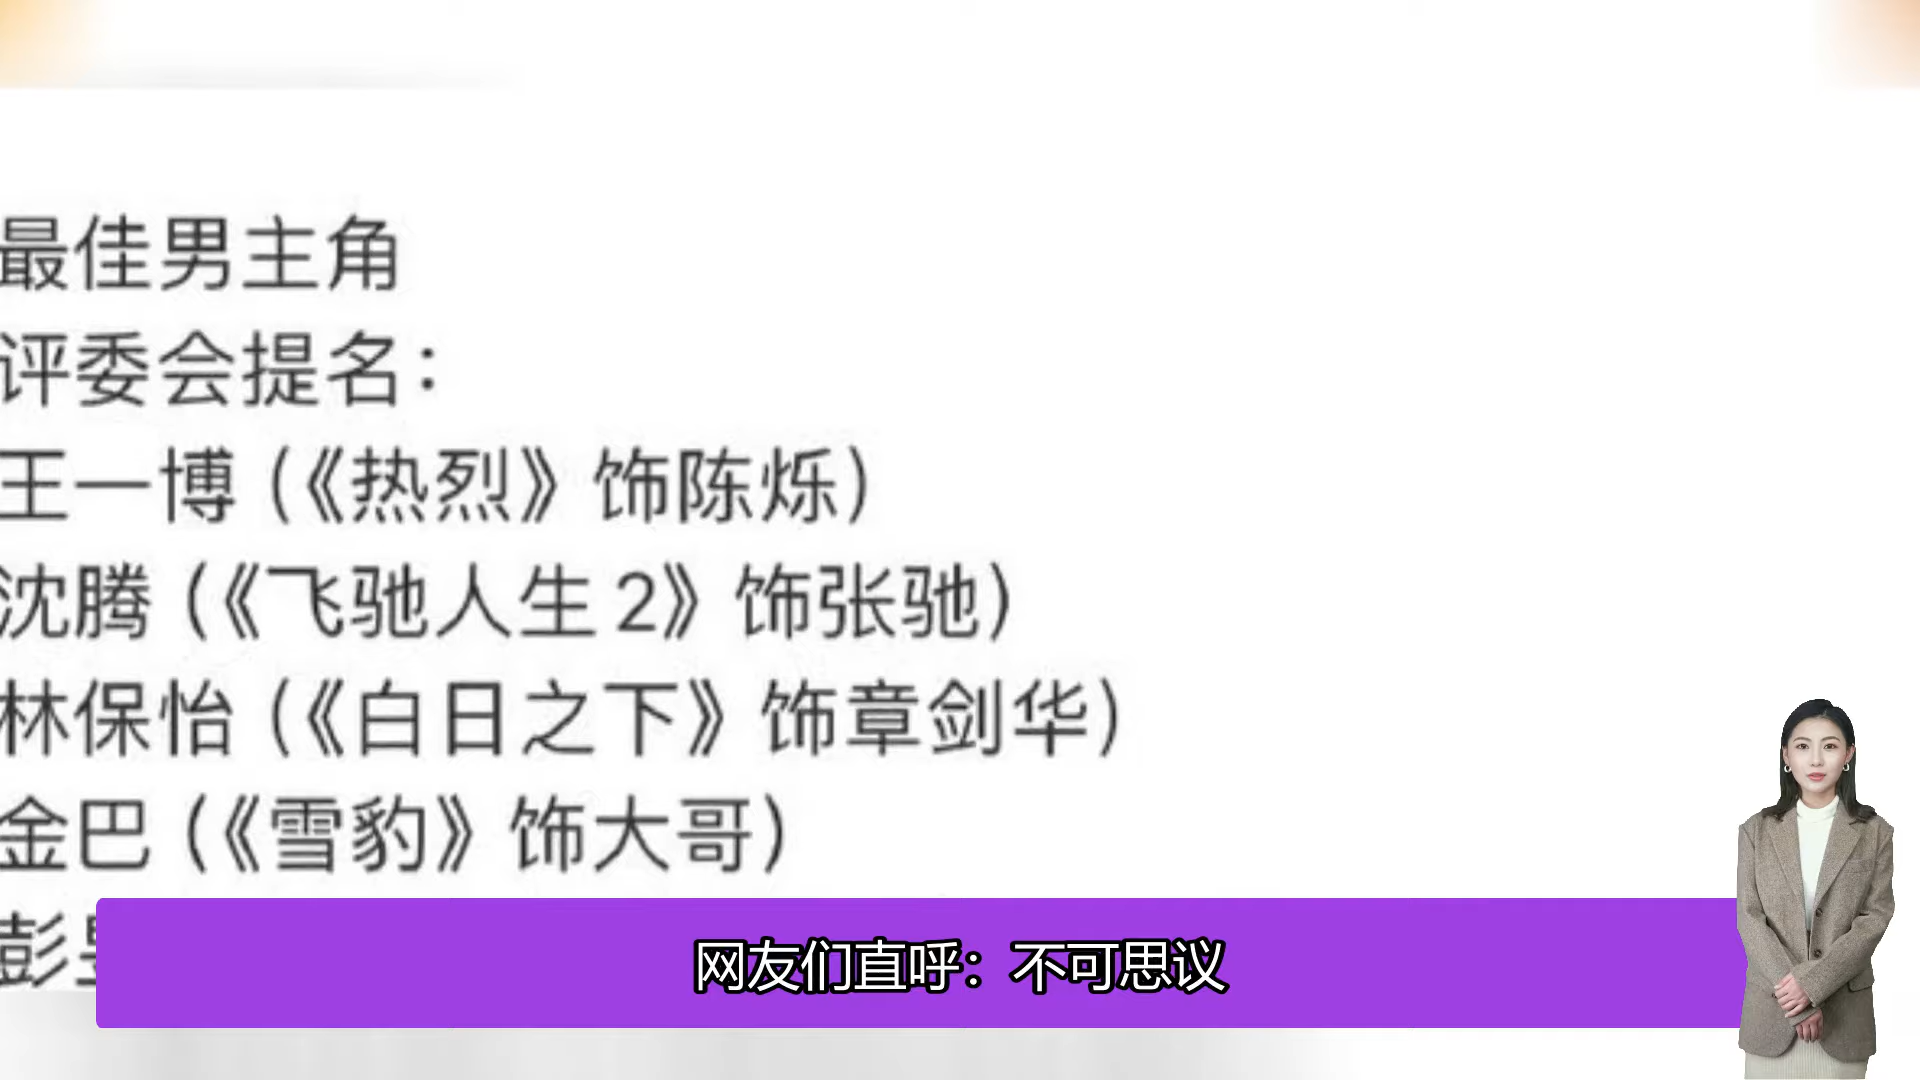 最佳男主角
评委会提名：
王一博（《热烈》饰陈烁）
沈腾（《飞驰人生2》饰张驰）
林保怡（《白日之下》饰章剑华）
金巴（《雪豹》饰大哥）
彭
网友们直呼：不可思议